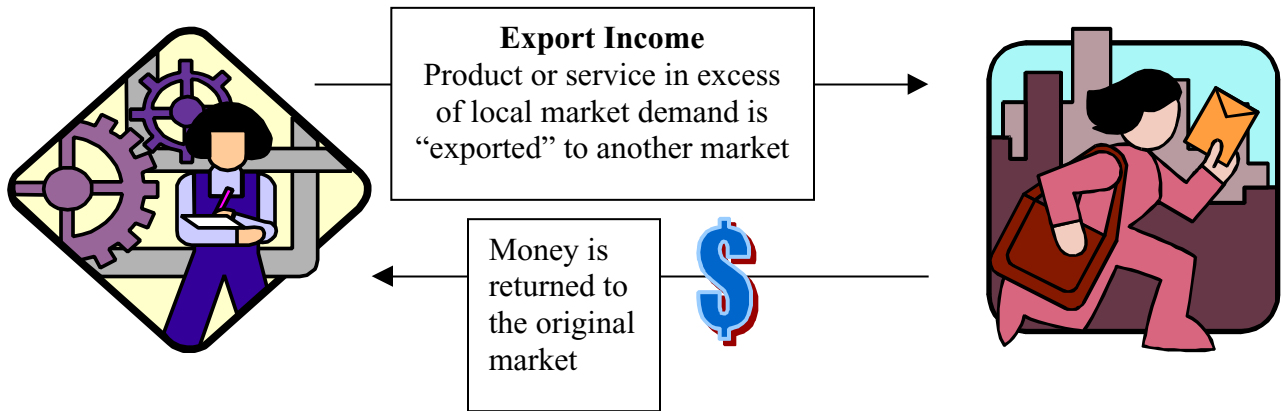 Export Income
Product or service in excess
of local market demand is
“exported” to another market
Money is
returned to
the original
market
$